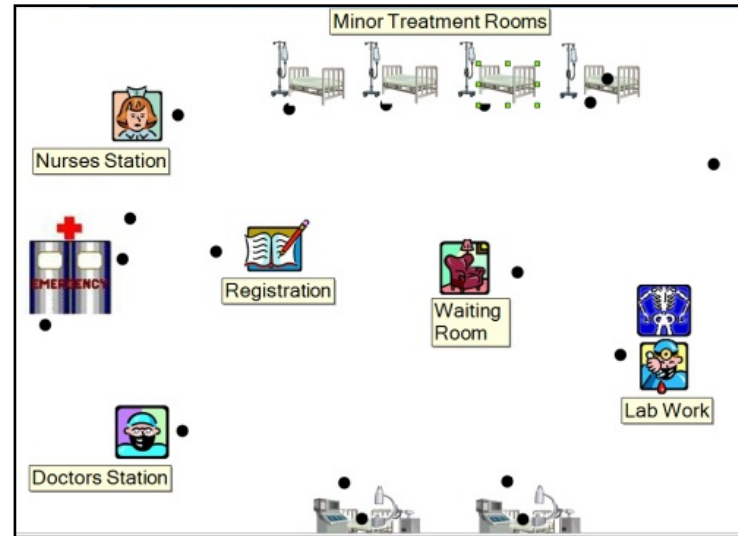 Minor Treatment Rooms
Nurses Station
EMERGENCY
Registration
Waiting
Room
Lab Work
Doctors Station